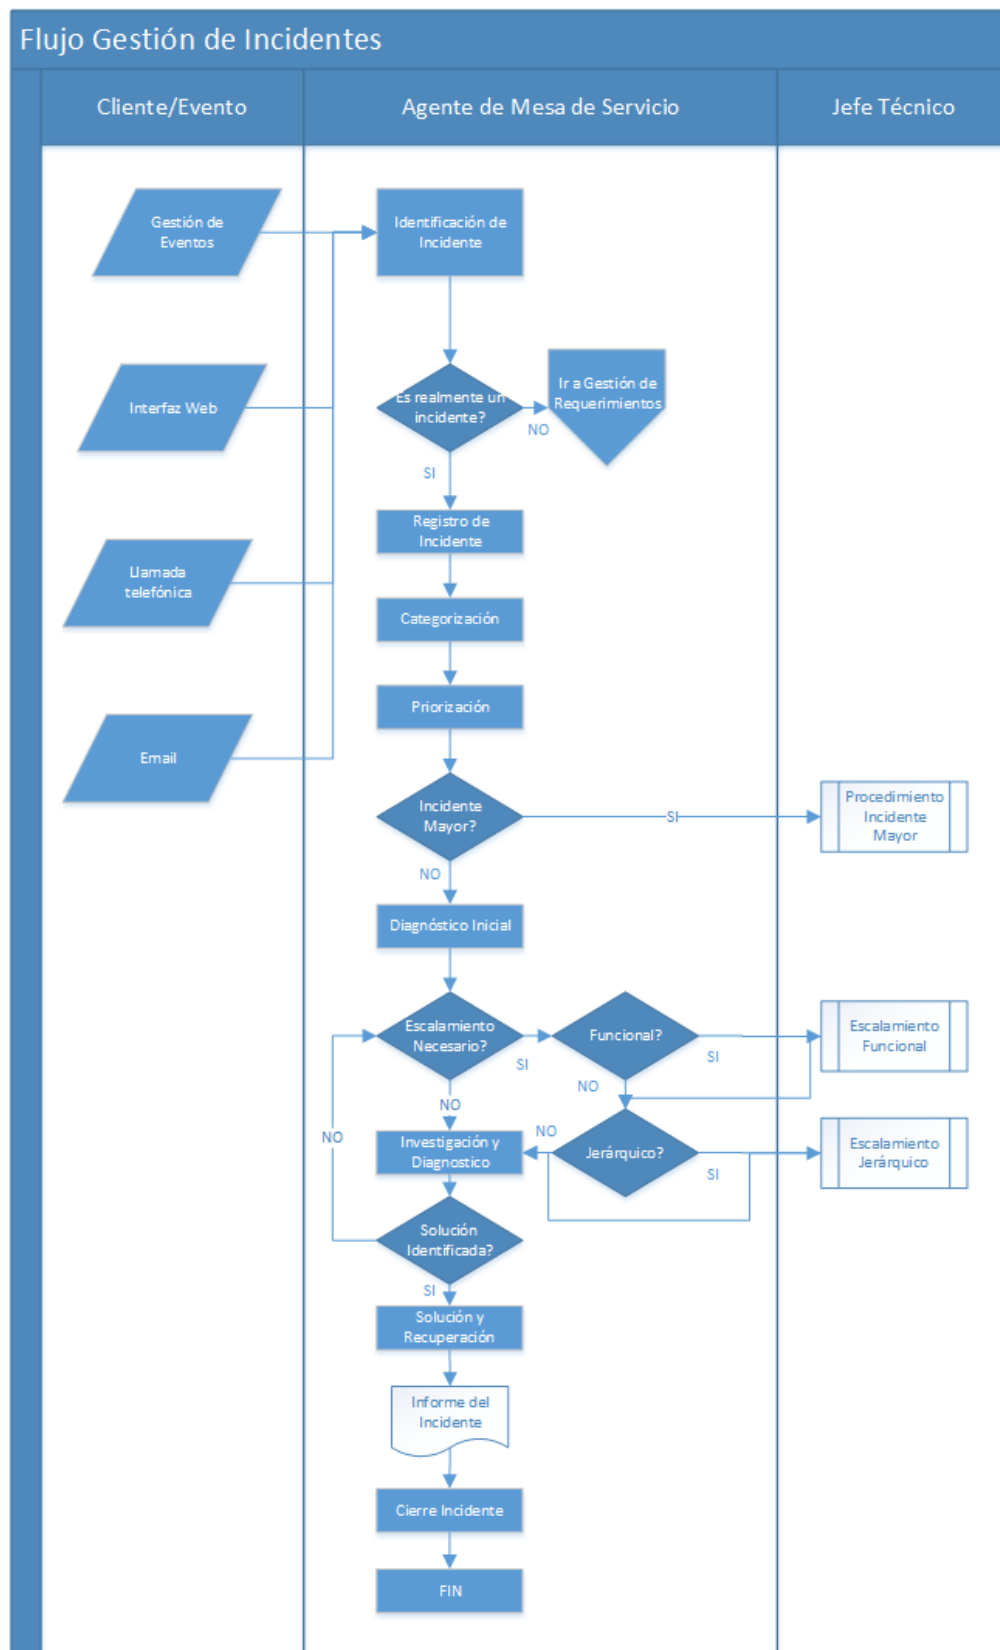 Flujo Gestión de Incidentes
Cliente/Evento
Agente de Mesa de Servicio
Jefe Técnico
Gestión de
Eventos
Identificación de
Incidente
Interfaz Web
Es realmente un
incidente?
NO
Ir a Gestión de
Requerimientos
SI
Registro de
Incidente
Llamada
telefónica
Categorización
Priorización
Email
Incidente
Mayor?
SI
Procedimiento
Incidente
Mayor
NO
Diagnóstico Inicial
Escalamiento
Necesario?
SI
Funcional?
SI
Escalamiento
Funcional
NO
NO
NO
Investigación y
Diagnostico
NO
Jerárquico?
SI
Escalamiento
Jerárquico
Solución
Identificada?
SI
Solución y
Recuperación
Informe del
Incidente
Cierre Incidente
FIN